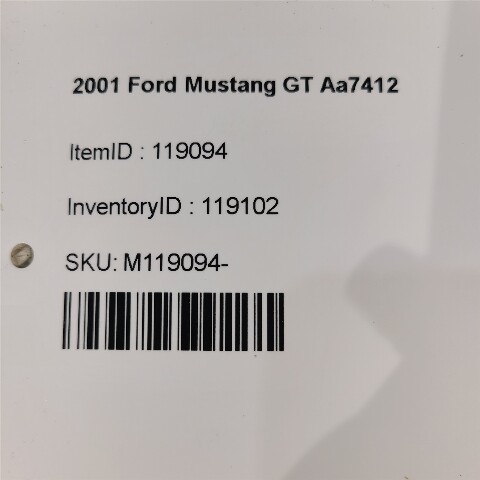 2001 Ford Mustang GT Aa7412
ItemID : 119094
InventoryID : 119102
SKU: M119094-